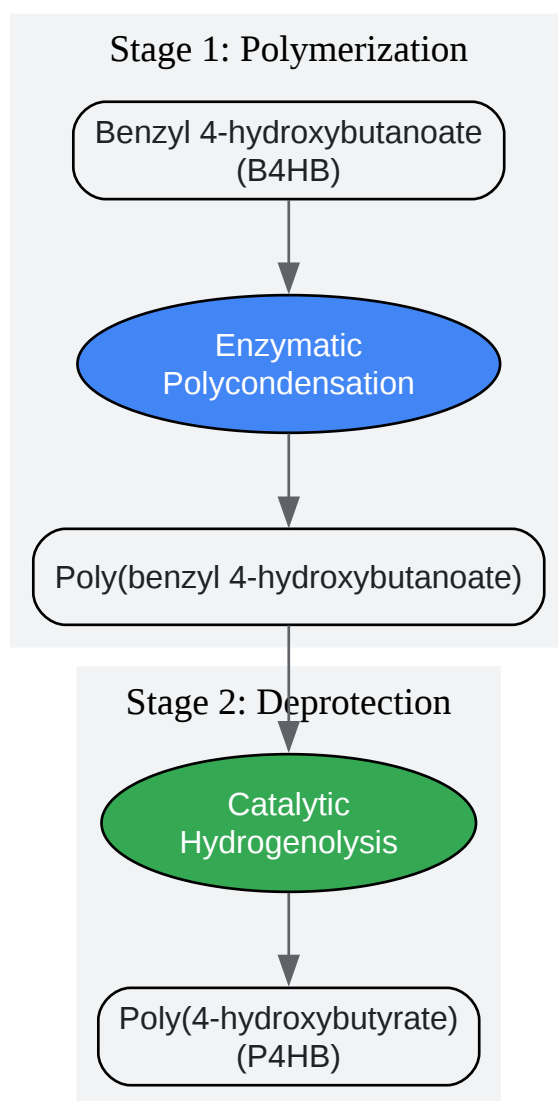 Stage 1: Polymerization
Benzyl 4-hydroxybutanoate
(B4HB)
Enzymatic
Polycondensation
Poly(benzyl 4-hydroxybutanoate)
Stage 2: Deprotection
Catalytic
Hydrogenolysis
Poly(4-hydroxybutyrate)
(P4HB)